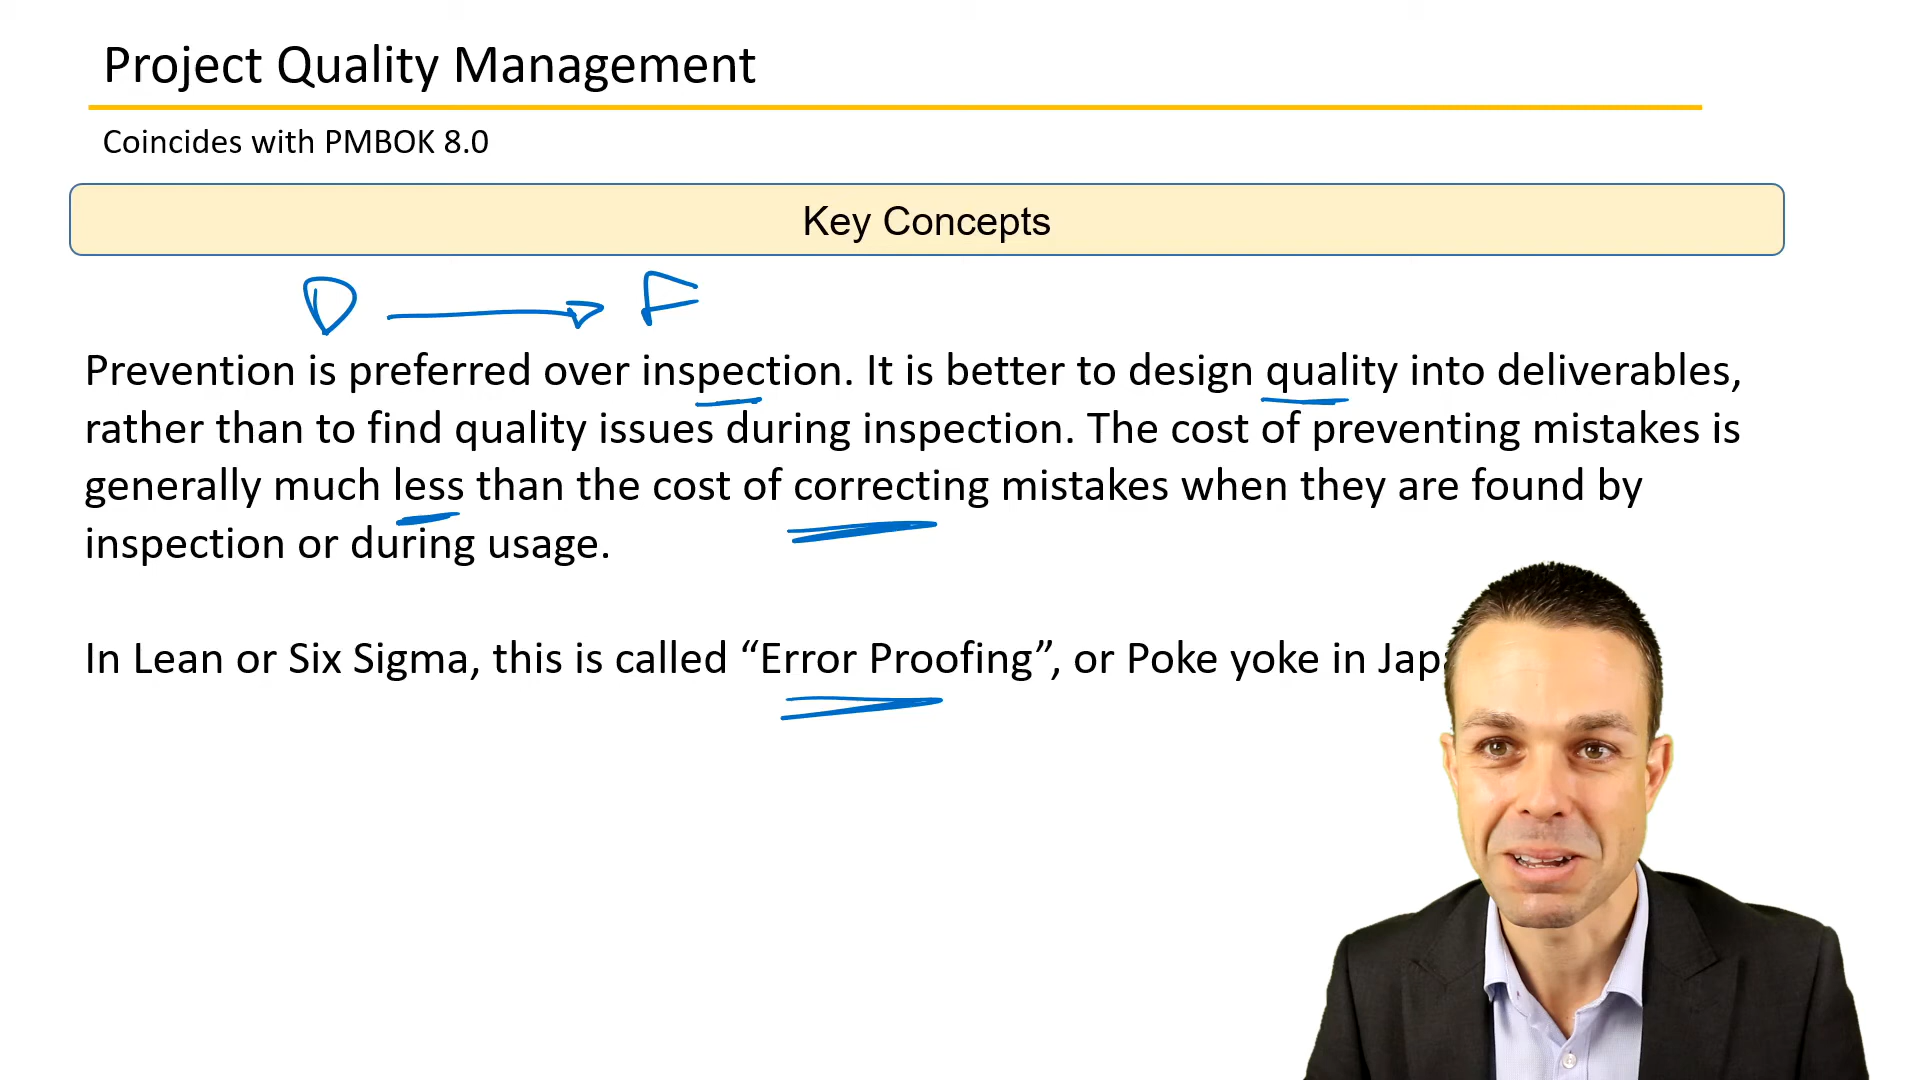 Project Quality Management
Coincides with PMBOK 8.0
Key Concepts
D F
Prevention is preferred over inspection. It is better to design quality into deliverables,
rather than to find quality issues during inspection. The cost of preventing mistakes is
generally much less than the cost of correcting mistakes when they are found by
inspection or during usage.
In Lean or Six Sigma, this is called “Error Proofing”, or Poke yoke in